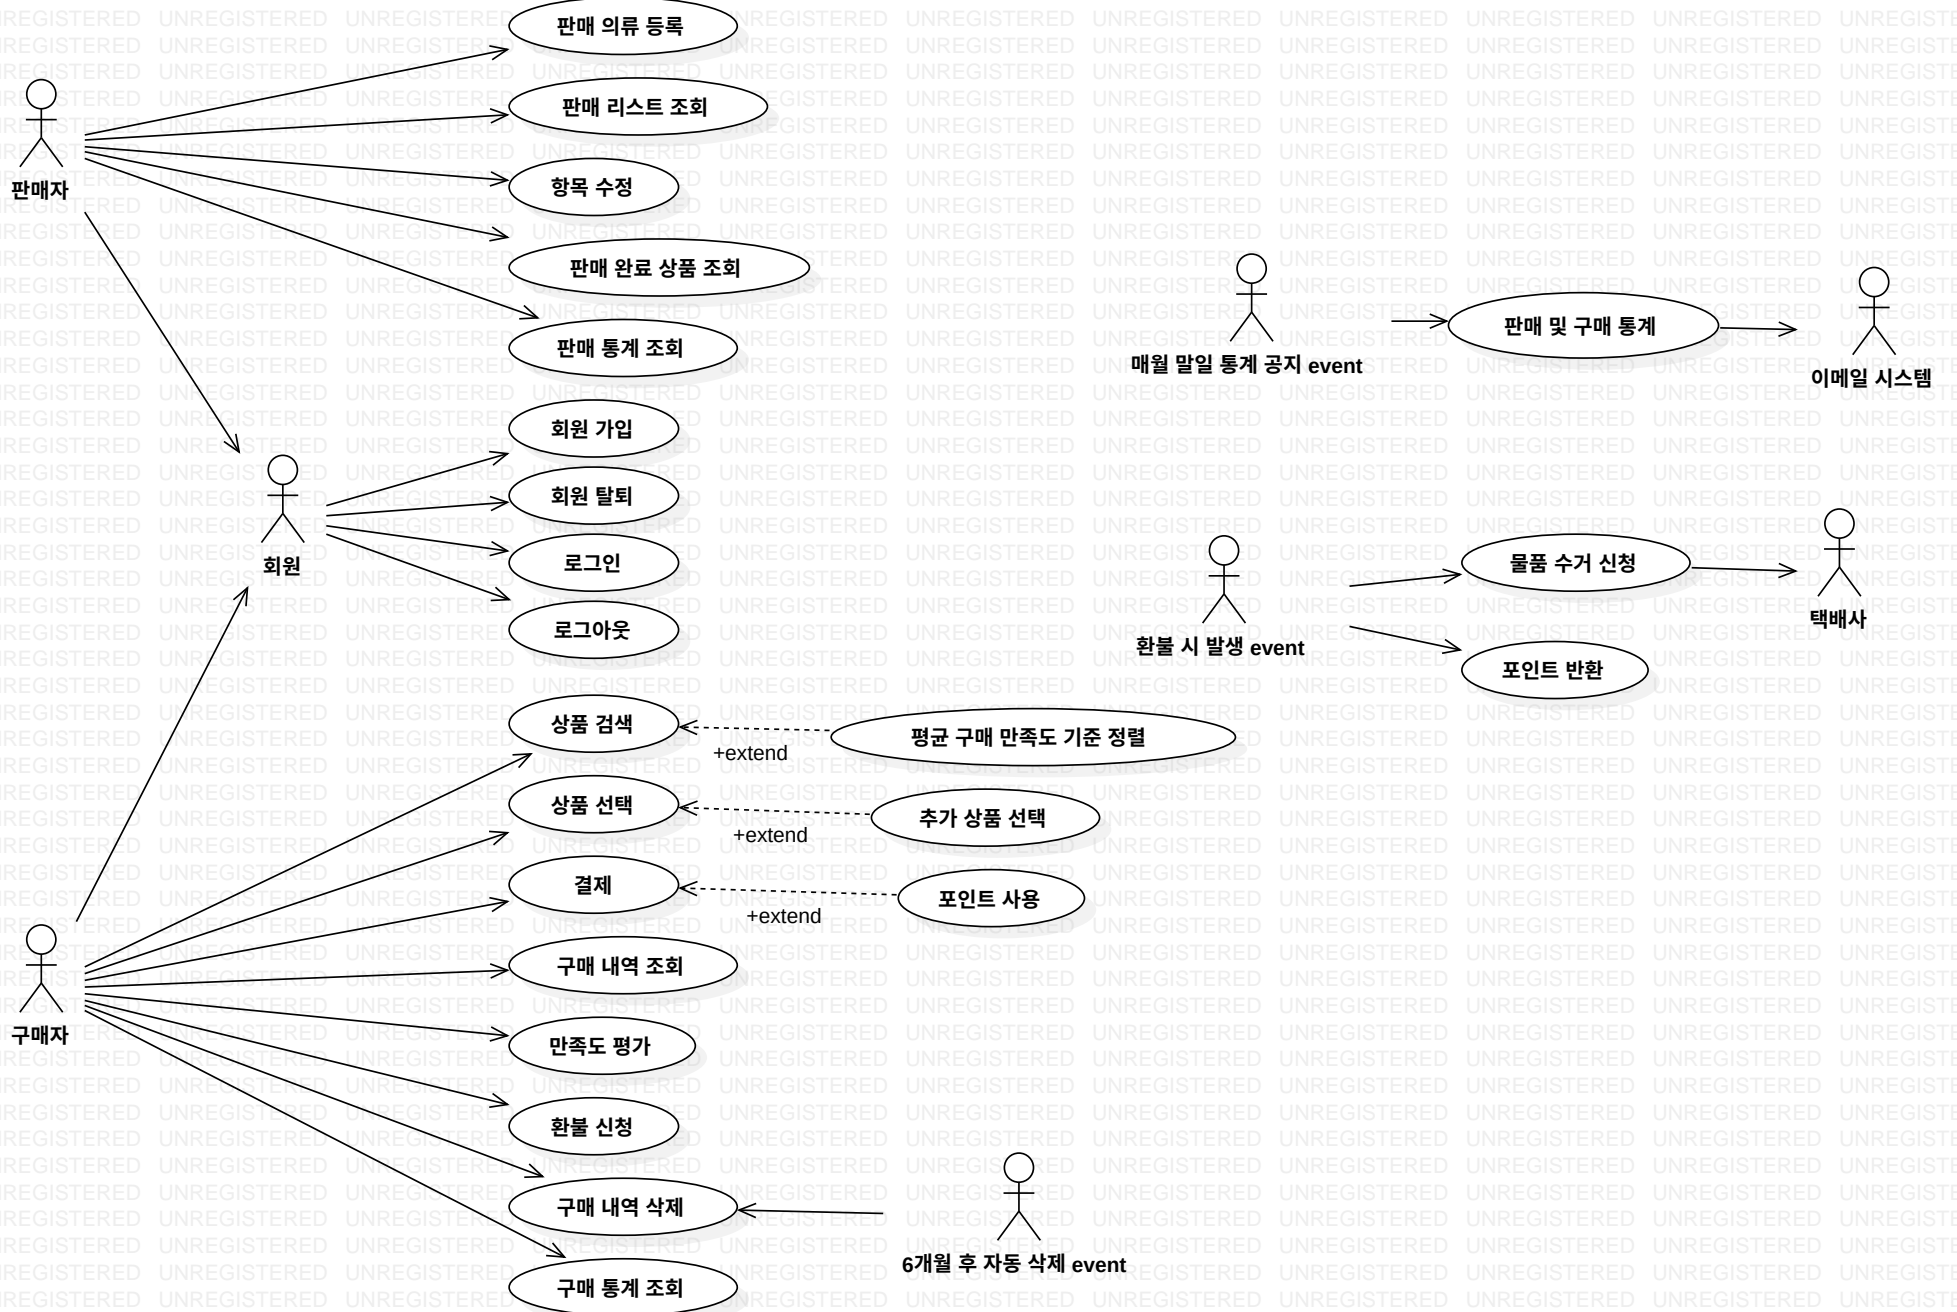 판매 의류 등록
판매 리스트 조회
판매자
항목 수정
판매 완료 상품 조회
판매 통계 조회
매월 말일 통계 공지 event
판매 및 구매 통계
이메일 시스템
회원 가입
회원 탈퇴
회원
로그인
로그아웃
환불 시 발생 event
물품 수거 신청
택배사
포인트 반환
상품 검색
+extend
평균 구매 만족도 기준 정렬
상품 선택
+extend
추가 상품 선택
결제
+extend
포인트 사용
구매 내역 조회
구매자
만족도 평가
환불 신청
구매 내역 삭제
6개월 후 자동 삭제 event
구매 통계 조회
UNREGISTERED